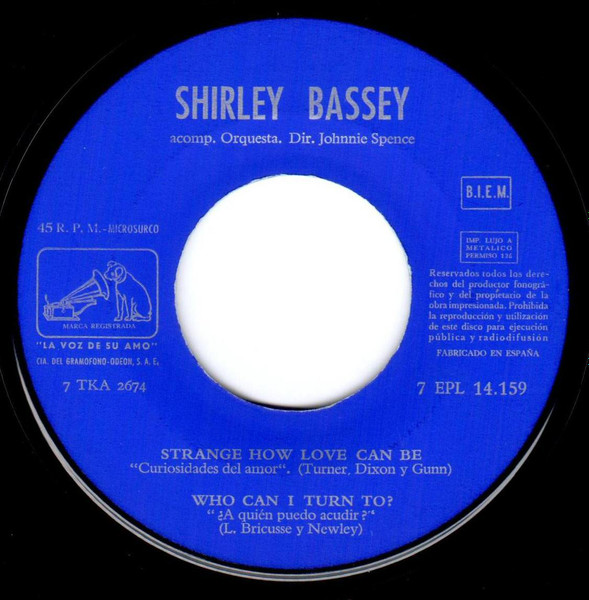 SHIRLEY BASSEY
acomp. Orquesta. Dir. Johnnie Spence
B.I.E.M.
45 R. P. M. - MICROSURCO
IMP. LUJO A
METALICO
PERMISO 124
MARCA REGISTRADA
"LA VOZ DE SU AMO"
CIA. DEL GRAMOFONO-ODEON, S. A. E.
7 TKA 2674
Reservados todos los dere-
chos del productor fonográ-
fico y del propietario de la
obra impresionada. Prohibida
la reproducción y utilización
de este disco para ejecución
pública y radiodifusión
FABRICADO EN ESPAÑA
7 EPL 14.159
STRANGE HOW LOVE CAN BE
"Curiosidades del amor". (Turner, Dixon y Gunn)
WHO CAN I TURN TO?
"¿A quién puedo acudir?"
(L. Bricusse y Newley)